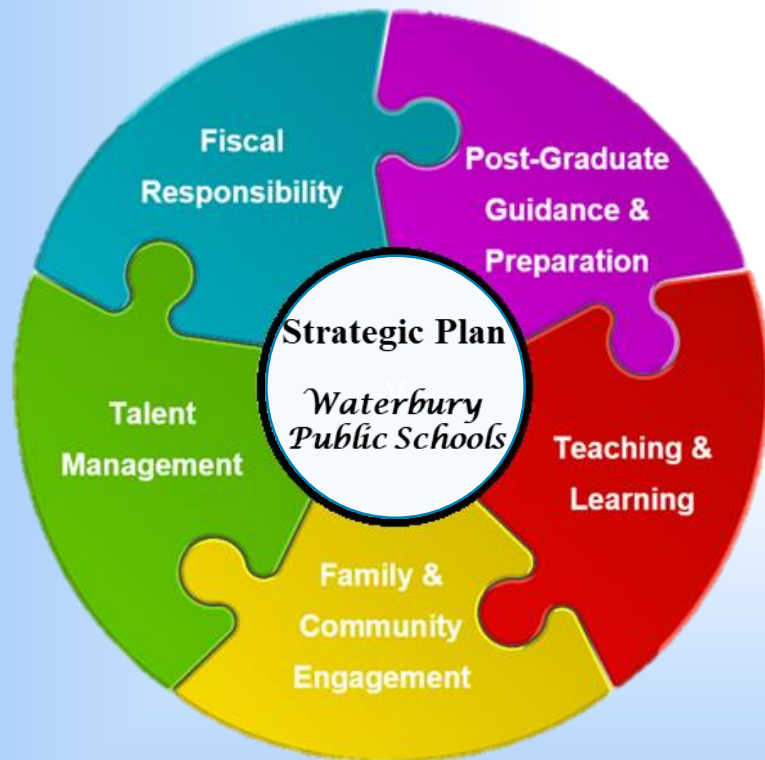 Fiscal
Responsibility
Post-Graduate
Guidance &
Preparation
Strategic Plan
Waterbury
Public Schools
Talent
Management
Teaching &
Learning
Family &
Community
Engagement